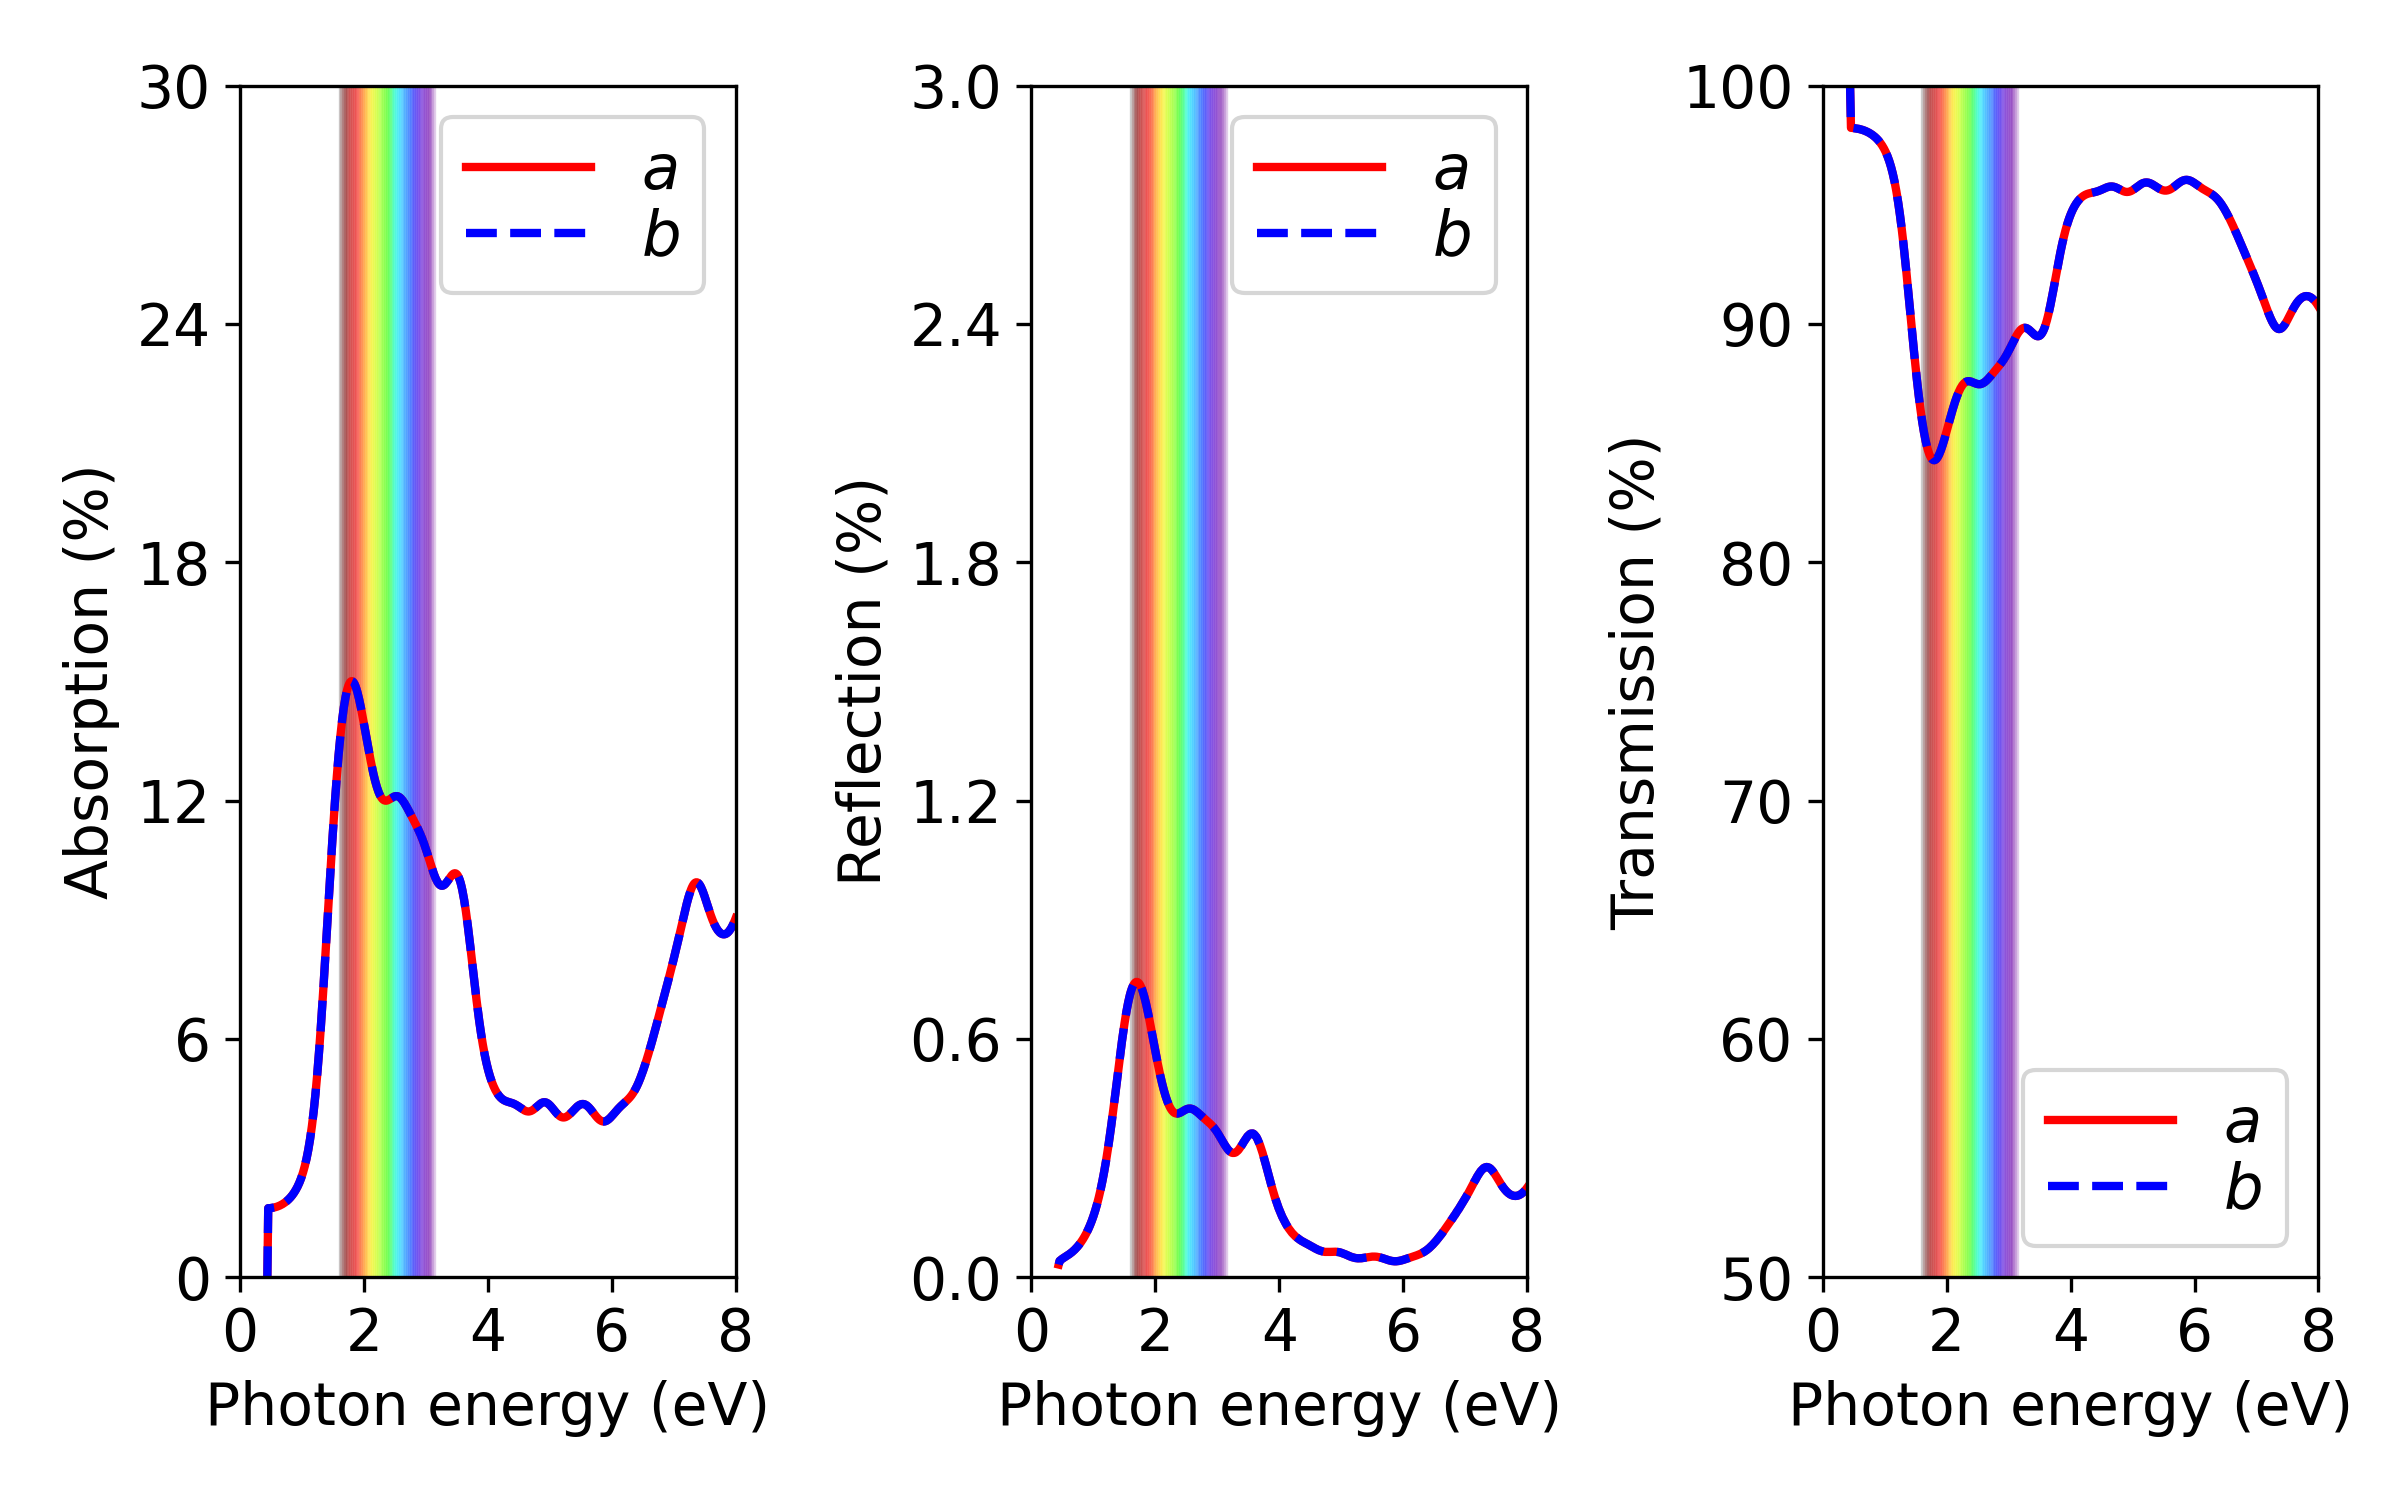 30
24
18
12
6
0
0 2 4 6 8
Absorption (%)
Photon energy (eV)
a
b
3.0
2.4
1.8
1.2
0.6
0.0
0 2 4 6 8
Reflection (%)
Photon energy (eV)
a
b
100
90
80
70
60
50
0 2 4 6 8
Transmission (%)
Photon energy (eV)
a
b